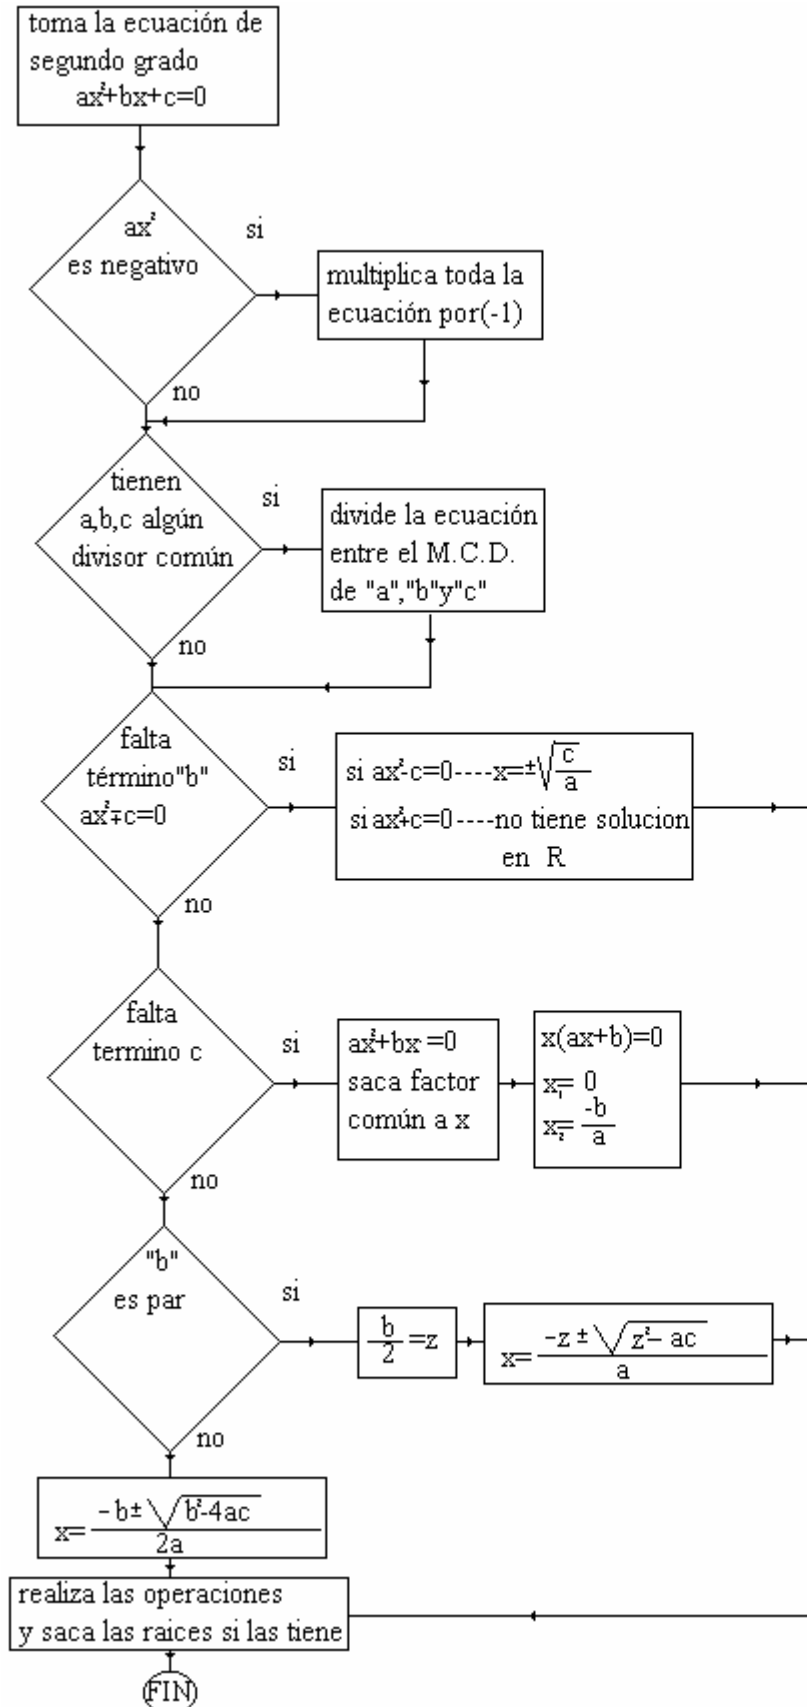 toma la ecuación de
segundo grado
ax²+bx+c=0
ax²
es negativo
si
multiplica toda la
ecuación por(-1)
no
tienen
a,b,c algún
divisor común
si
divide la ecuación
entre el M.C.D.
de "a","b"y"c"
no
falta
término"b"
ax²∓c=0
si
si ax²-c=0----x=±√c/a
si ax²+c=0----no tiene solucion
en R
no
falta
termino c
si
ax²+bx=0
saca factor
común a x
x(ax+b)=0
x₁= 0
x₂= -b/a
no
"b"
es par
si
b/2 =z
x= -z±√z²-ac / a
no
x= -b±√b²-4ac / 2a
realiza las operaciones
y saca las raices si las tiene
FIN